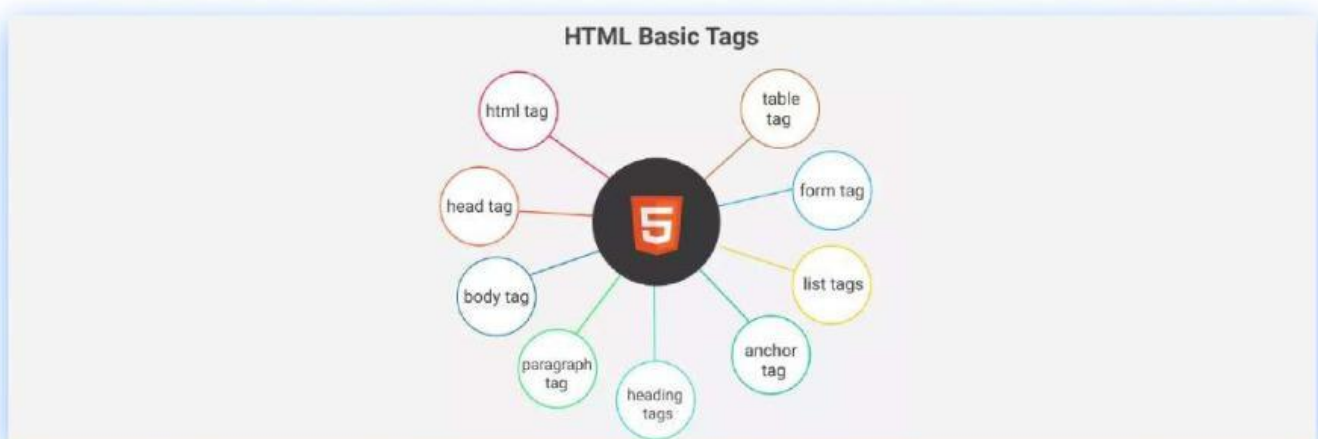 HTML Basic Tags
html tag
table
tag
head tag
form tag
body tag
list tags
paragraph
tag
heading
tags
anchor
tag
5